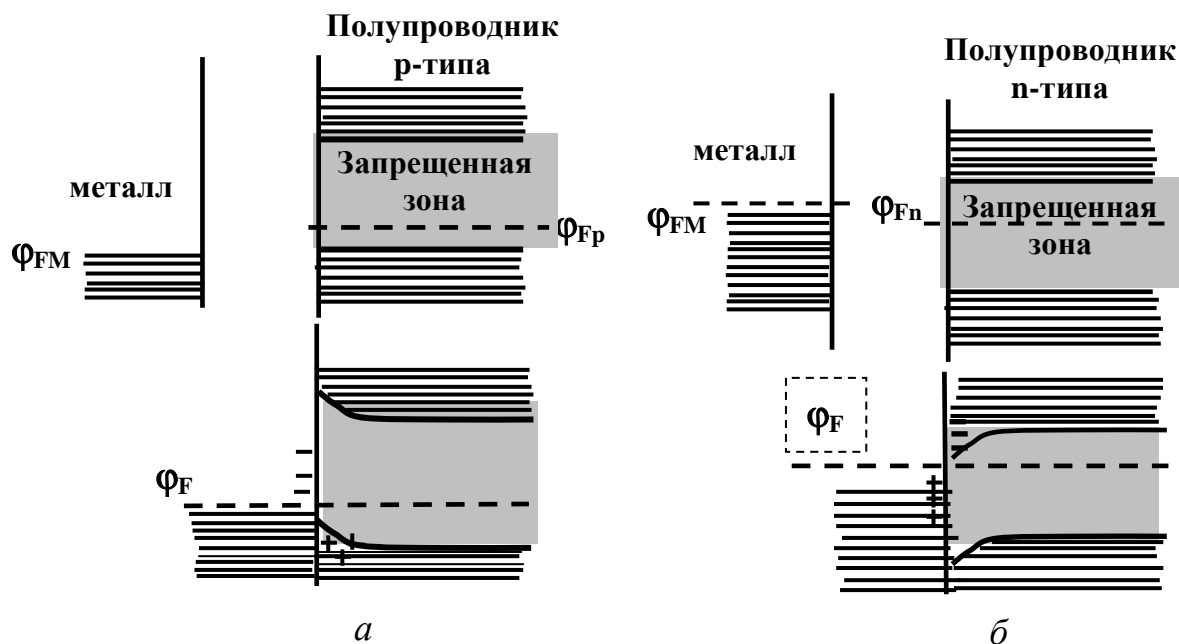 Полупроводник
p-типа
металл
Запрещенная
зона
φFM
φFp
φF
а
Полупроводник
n-типа
металл
φFM
φFn
Запрещенная
зона
φF
б